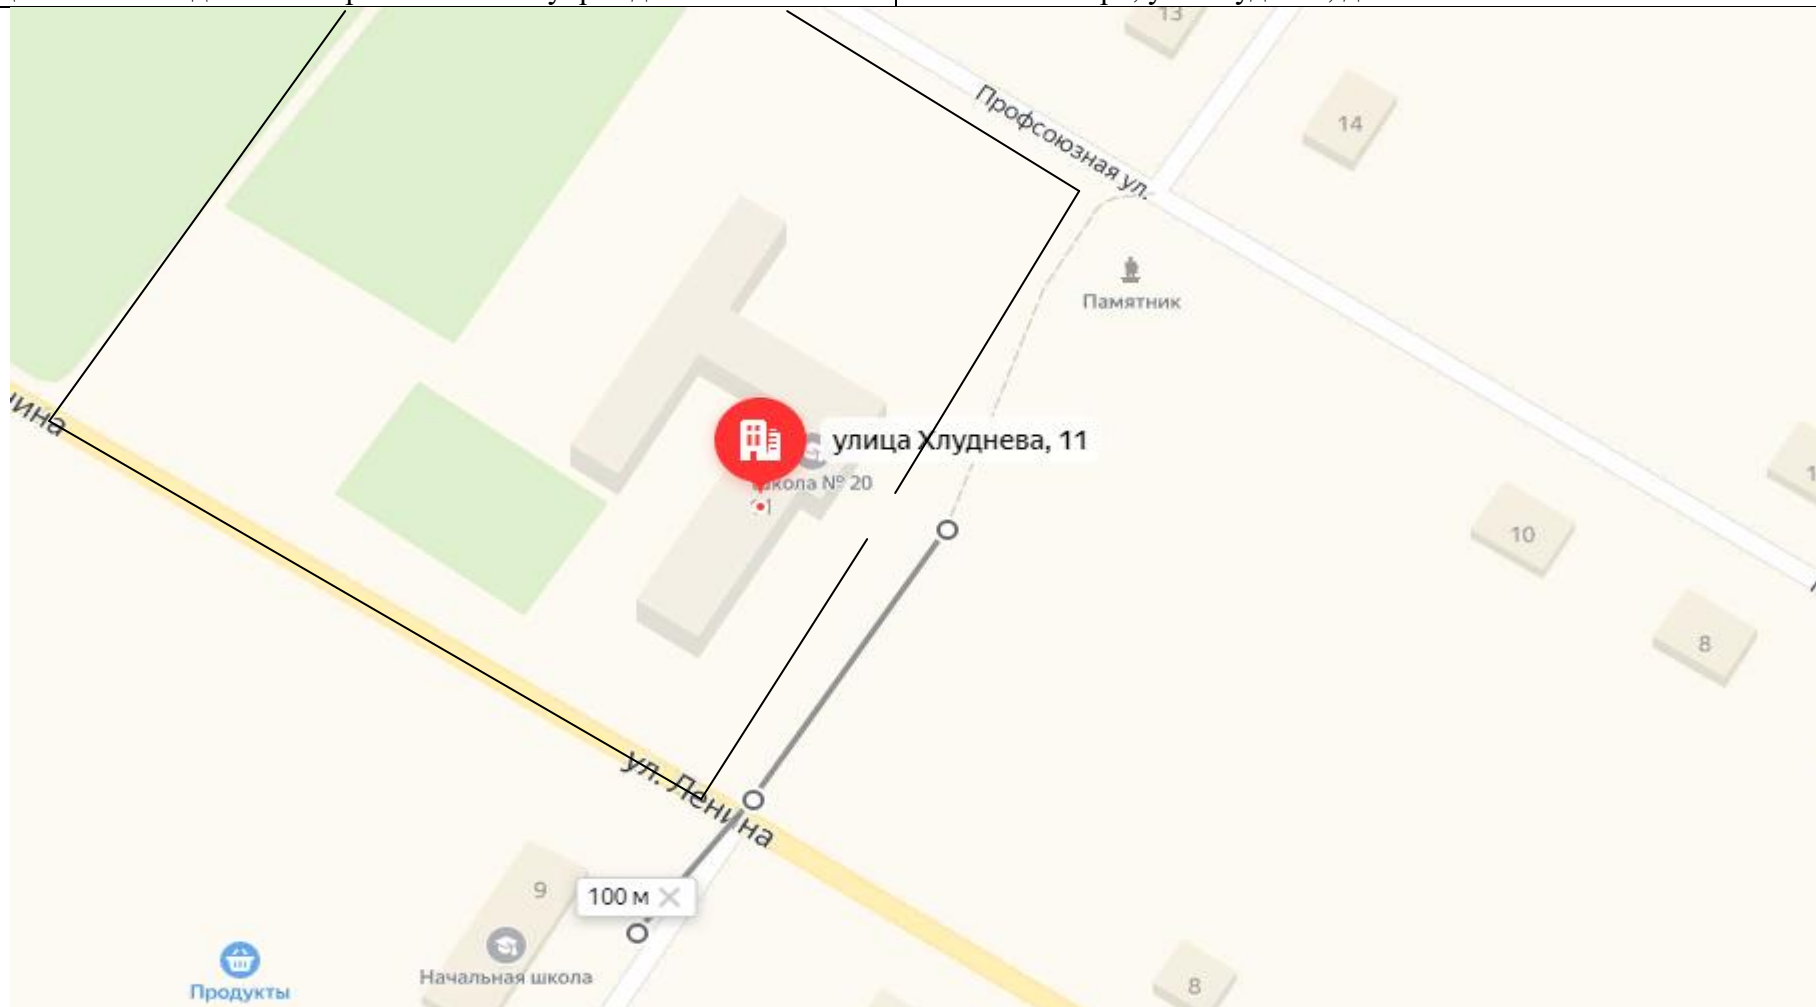 13
Профсоюзная ул.
14
Памятник
улица Хлуднева, 11
Школа № 20
11
10
8
ул. Ленина
9
100 м
Начальная школа
Продукты
8